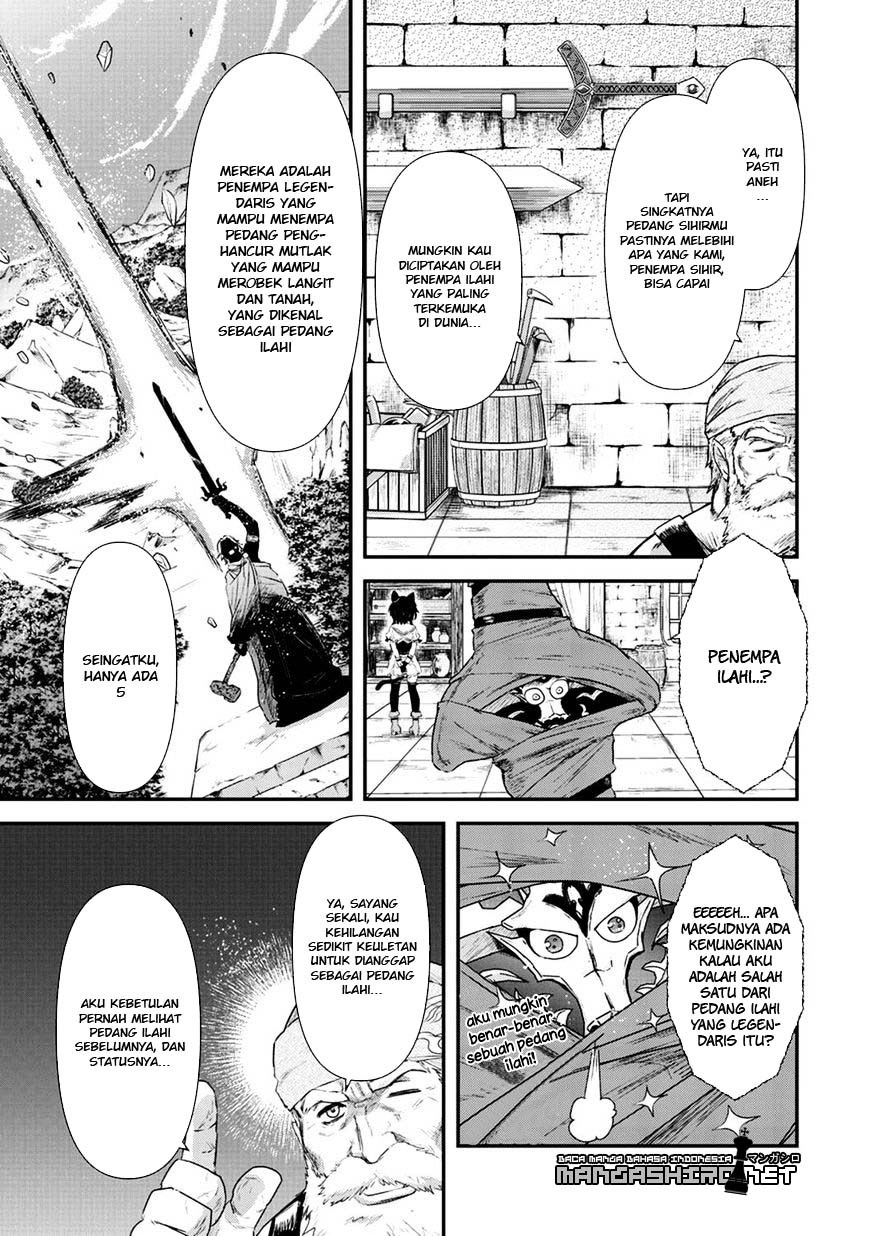 YA, ITU
PASTI
ANEH
...
TAPI
SINGKATNYA
PEDANG SIHIRMU
PASTINYA MELEBIHI
APA YANG KAMI,
PENEMPA SIHIR,
BISA CAPAI
MUNGKIN KAU
DICIPTAKAN OLEH
PENEMPA ILAHI
YANG PALING
TERKEMUKA
DI DUNIA...
MEREKA ADALAH
PENEMPA LEGEN-
DARIS YANG
MAMPU MENEMPA
PEDANG PENG-
HANCUR MUTLAK
YANG MAMPU
MEROBEK LANGIT
DAN TANAH,
YANG DIKENAL
SEBAGAI PEDANG
ILAHI
SEINGATKU,
HANYA ADA
5
PENEMPA
ILAHI..?
EEEEEH... APA
MAKSUDNYA ADA
KEMUNGKINAN
KALAU AKU
ADALAH SALAH
SATU DARI
PEDANG ILAHI
YANG LEGEN-
DARIS ITU?
aku mungkin
benar-benar
sebuah pedang
ilahi!
YA, SAYANG
SEKALI, KAU
KEHILANGAN
SEDIKIT KEULETAN
UNTUK DIANGGAP
SEBAGAI PEDANG
ILAHI...
AKU KEBETULAN
PERNAH MELIHAT
PEDANG ILAHI
SEBELUMNYA, DAN
STATUSNYA...
BACA MANGA BAHASA INDONESIA マンガシロ
MANGASHIRO.NET